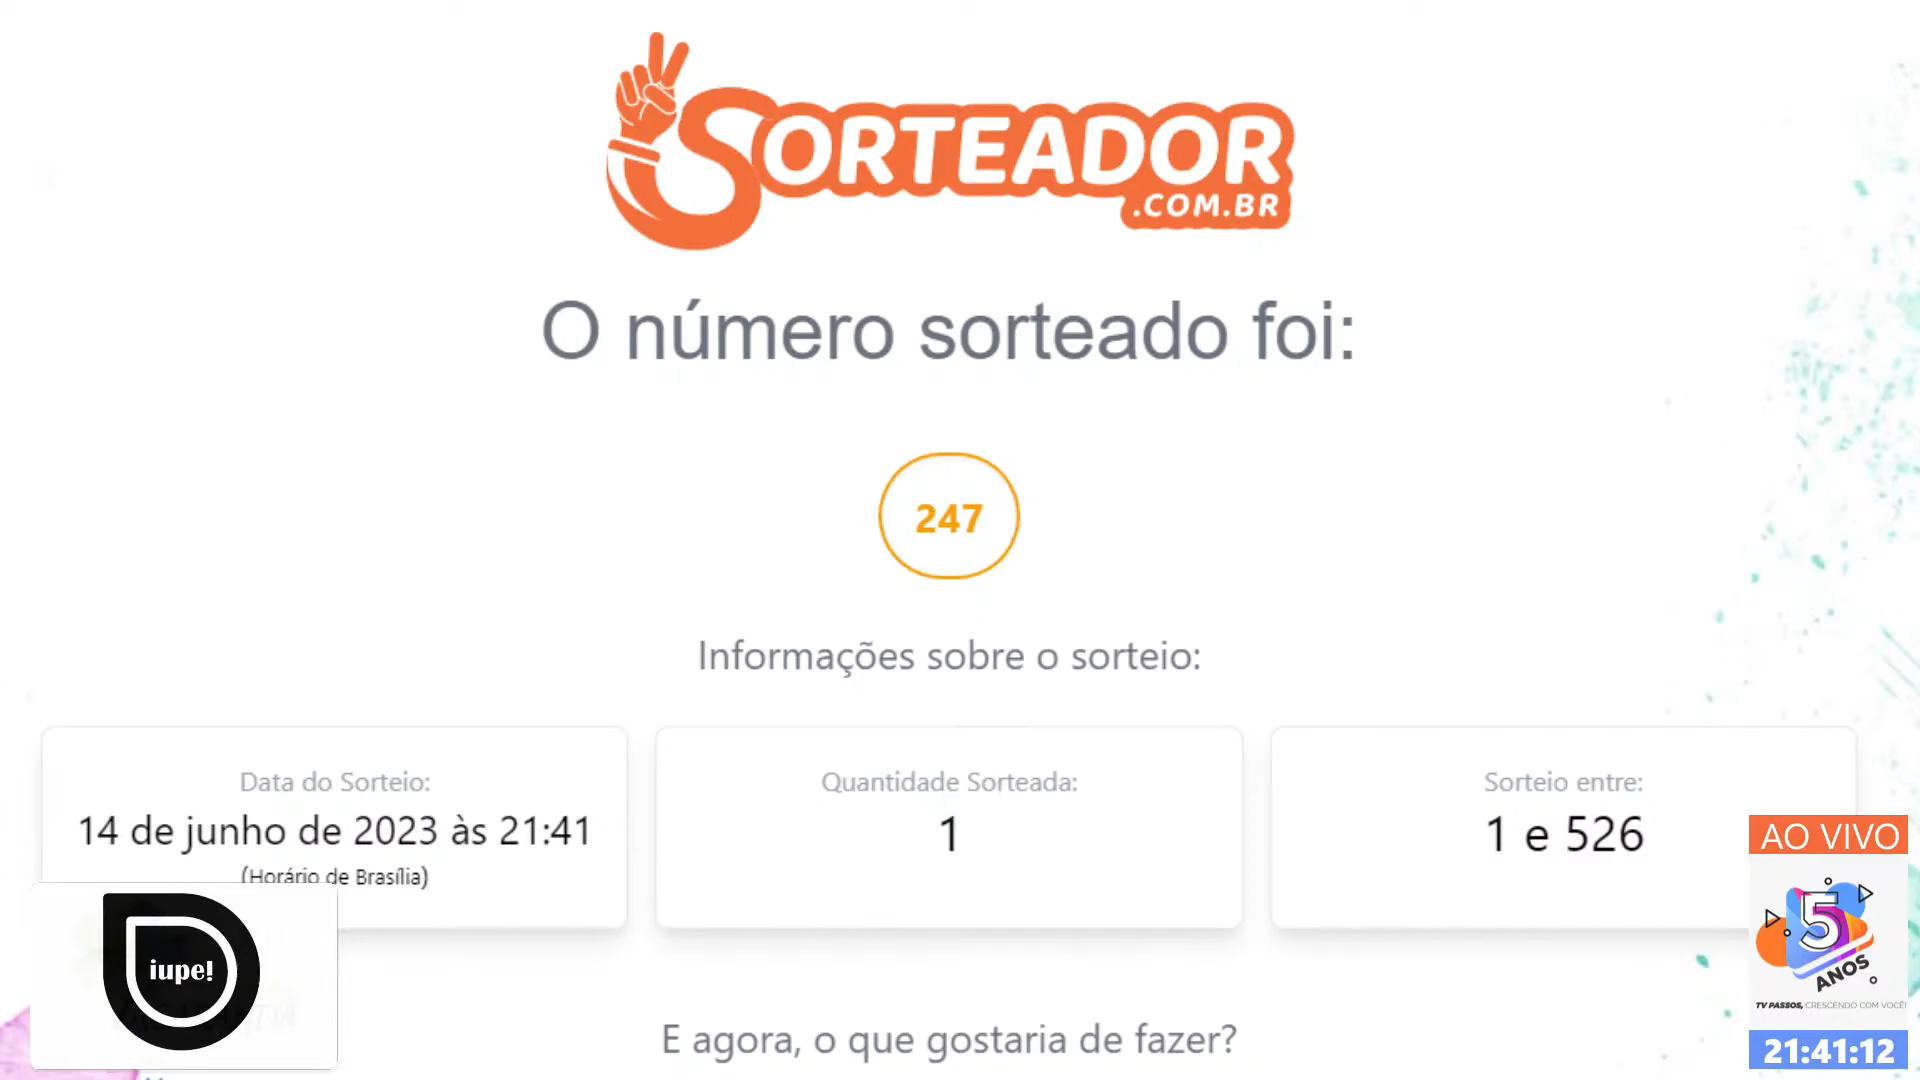 SORTEADOR
.COM.BR
O número sorteado foi:
247
Informações sobre o sorteio:
Data do Sorteio:
14 de junho de 2023 às 21:41
(Horário de Brasília)
Quantidade Sorteada:
1
Sorteio entre:
1 e 526
AO VIVO
5
ANOS
TV PASSOS, CRESCENDO COM VOCÊ!
21:41:12
iupe!
E agora, o que gostaria de fazer?